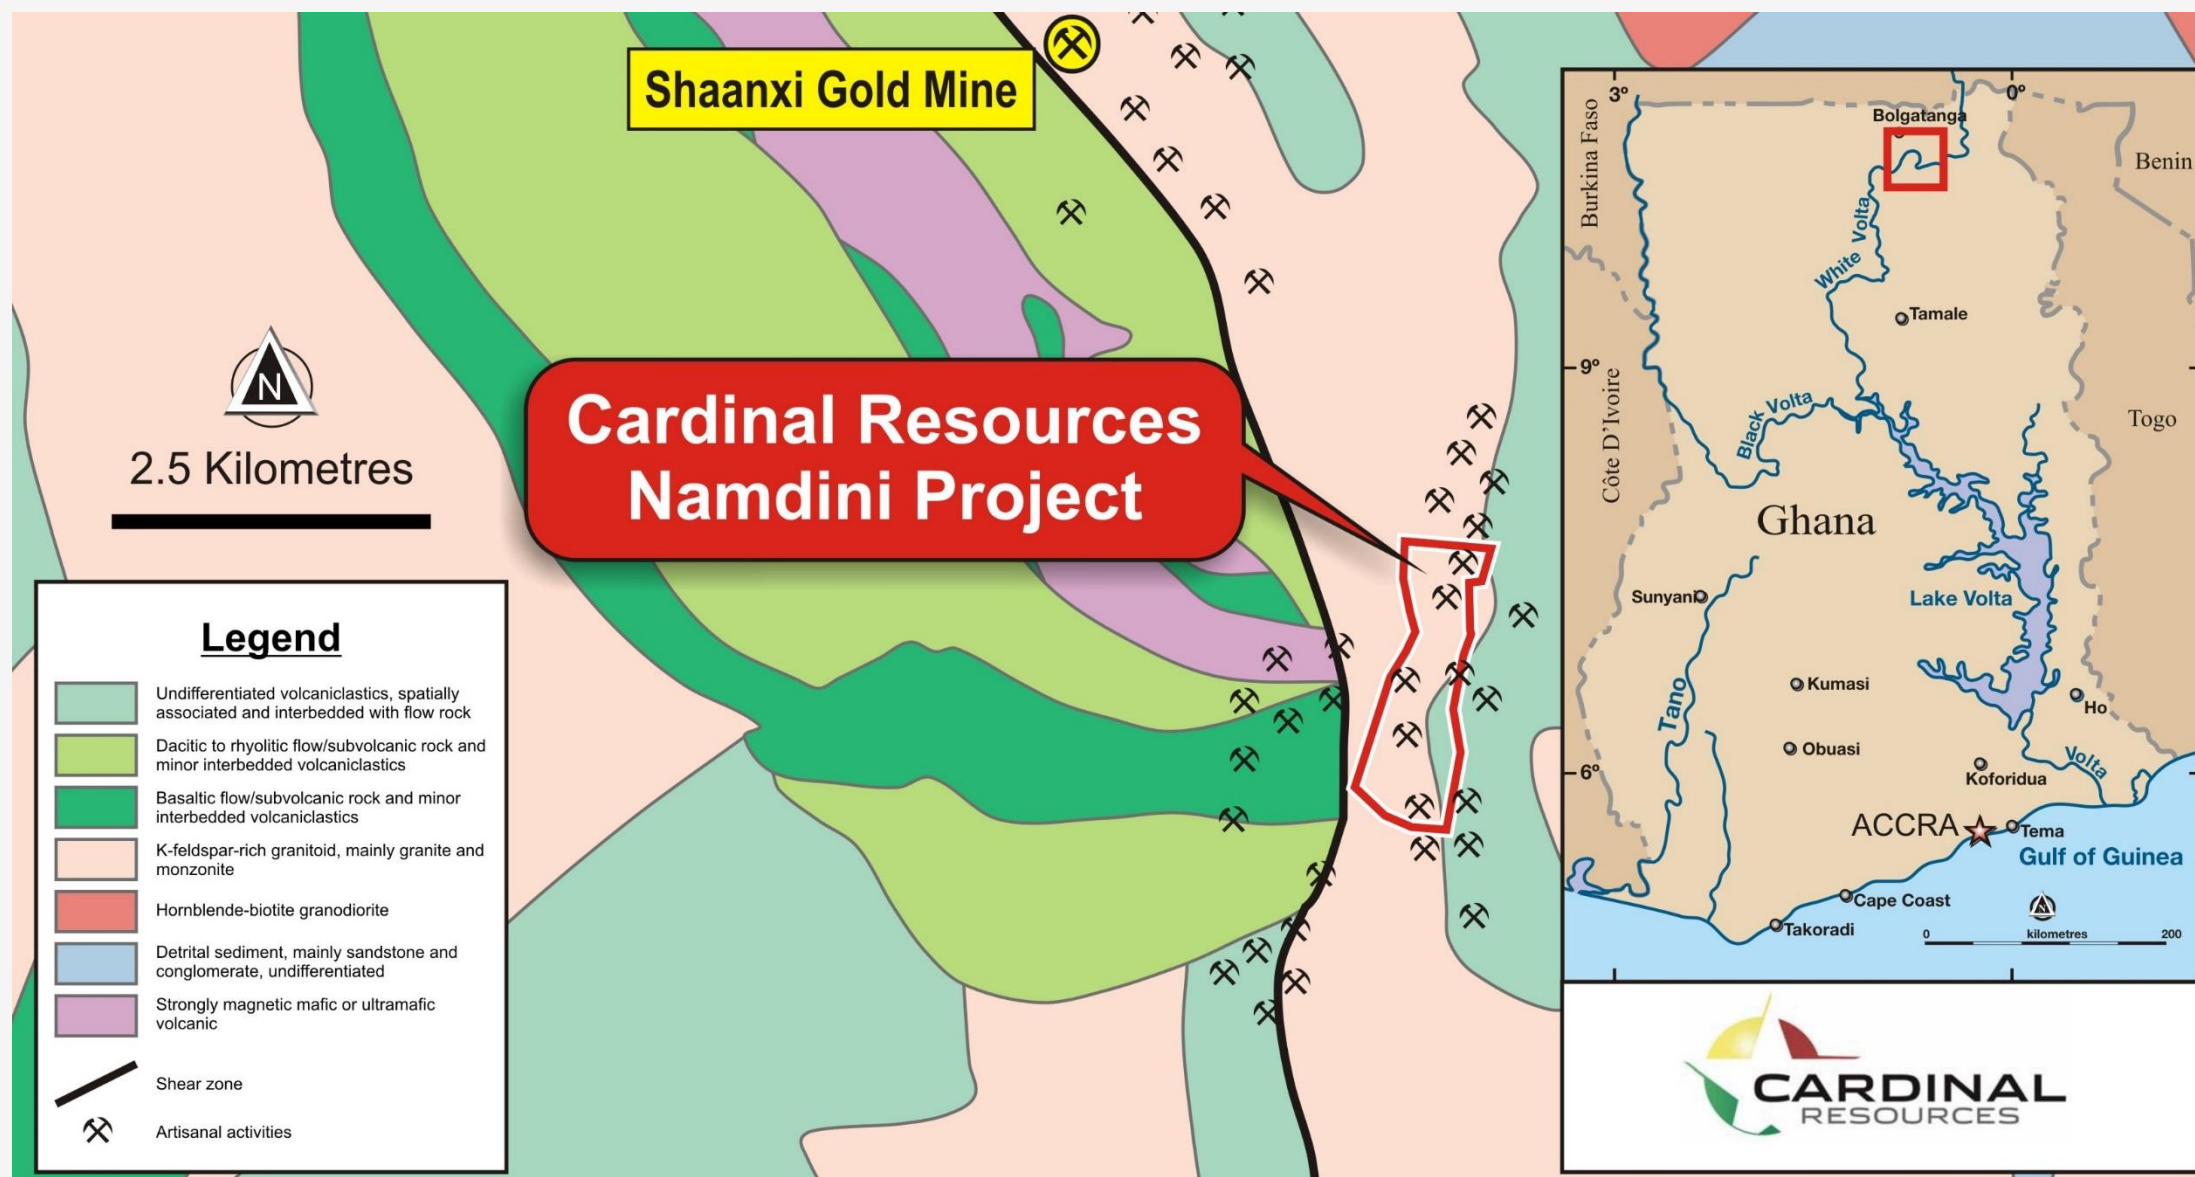 Shaanxi Gold Mine
N
2.5 Kilometres
Cardinal Resources
Namdini Project
Legend
Undifferentiated volcaniclastics, spatially
associated and interbedded with flow rock
Dacitic to rhyolitic flow/subvolcanic rock and
minor interbedded volcaniclastics
Basaltic flow/subvolcanic rock and minor
interbedded volcaniclastics
K-feldspar-rich granitoid, mainly granite and
monzonite
Hornblende-biotite granodiorite
Detrital sediment, mainly sandstone and
conglomerate, undifferentiated
Strongly magnetic mafic or ultramafic
volcanic
Shear zone
Artisanal activities
3°
0°
Burkina Faso
Bolgatanga
Benin
White Volta
Tamale
9°
Côte D'Ivoire
Black Volta
Togo
Ghana
Sunyani
Lake Volta
Tano
Kumasi
Ho
Obuasi
Koforidua
Volta
6°
ACCRA
Tema
Gulf of Guinea
Cape Coast
Takoradi
N
0 kilometres 200
CARDINAL
RESOURCES